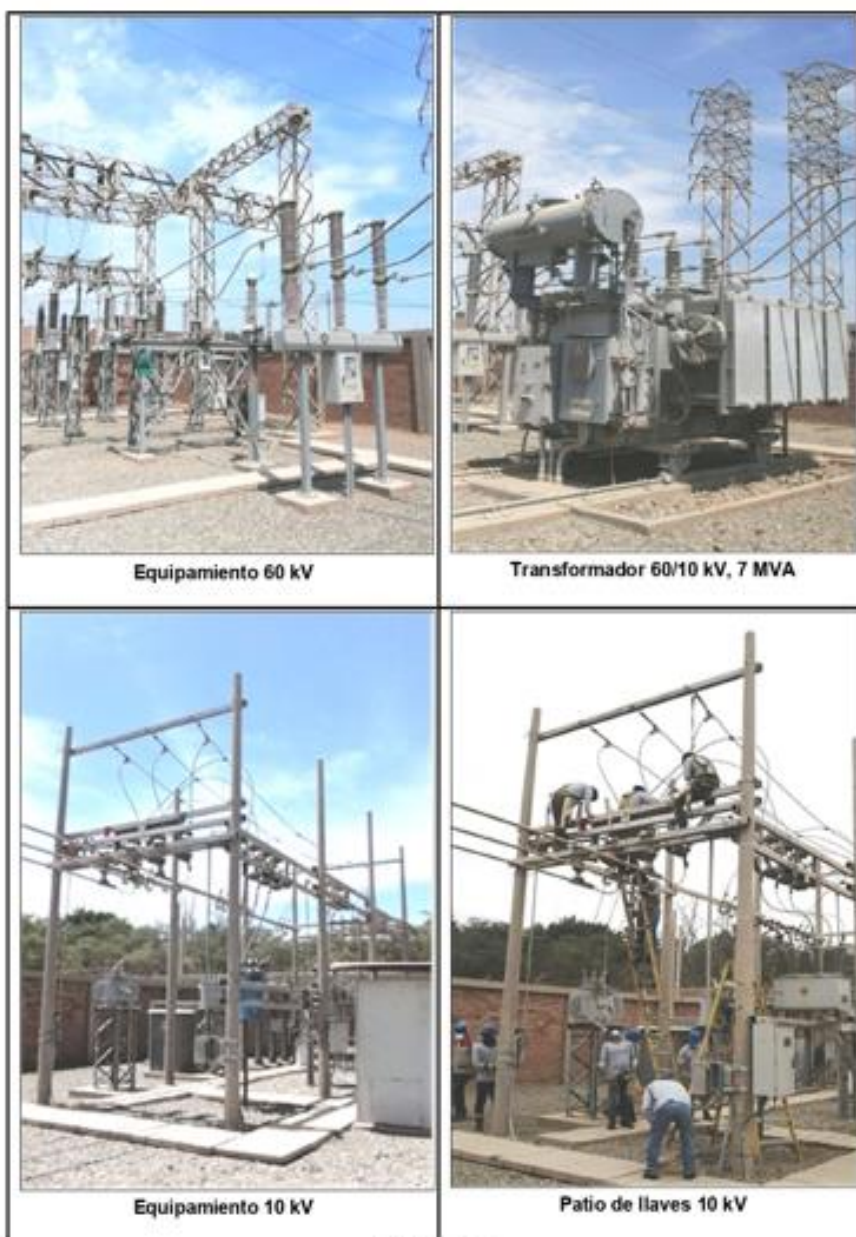 Equipamiento 60 kV
Transformador 60/10 kV, 7 MVA
Equipamiento 10 kV
Patio de llaves 10 kV